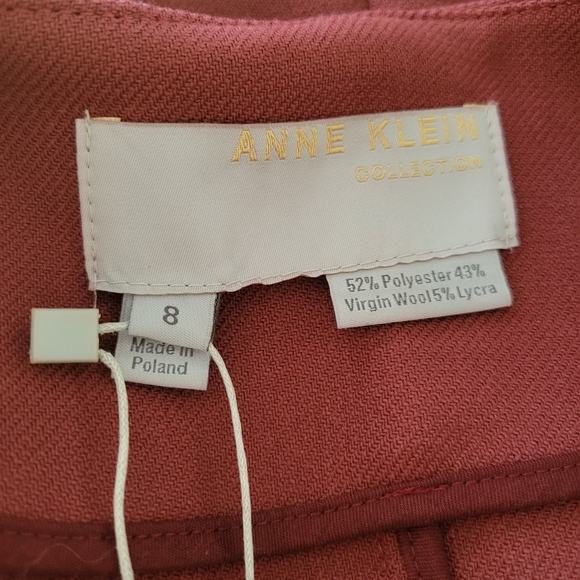 ANNE KLEIN
COLLECTION
52% Polyester 43%
Virgin Wool 5% Lycra
8
Made in
Poland